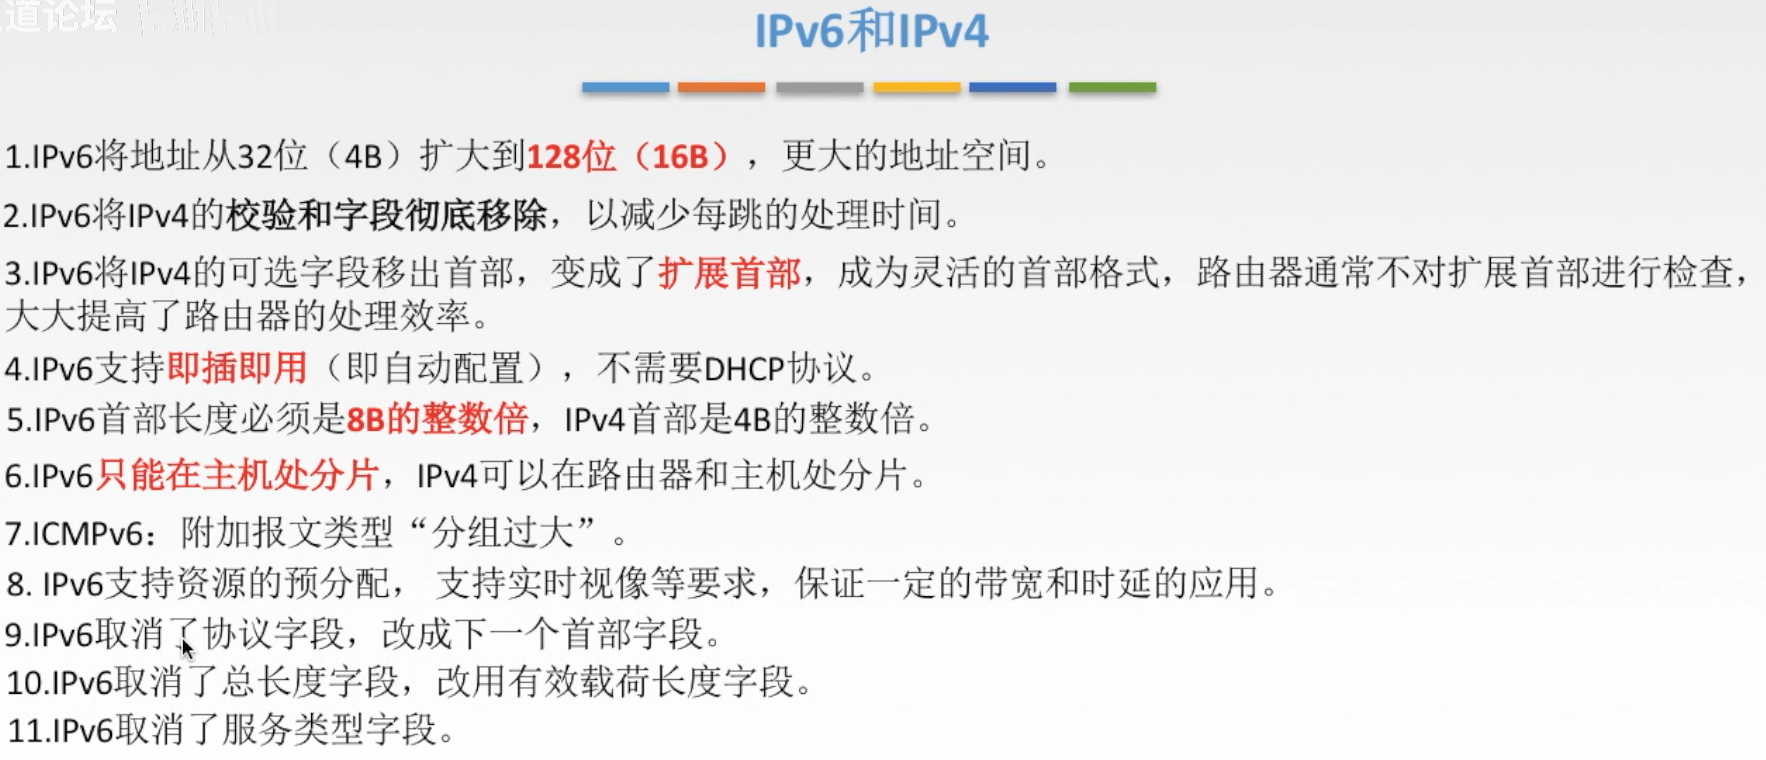 道论坛
IPv6和IPv4
1.IPv6将地址从32位（4B）扩大到128位（16B），更大的地址空间。
2.IPv6将IPv4的校验和字段彻底移除，以减少每跳的处理时间。
3.IPv6将IPv4的可选字段移出首部，变成了扩展首部，成为灵活的首部格式，路由器通常不对扩展首部进行检查，
大大提高了路由器的处理效率。
4.IPv6支持即插即用（即自动配置），不需要DHCP协议。
5.IPv6首部长度必须是8B的整数倍，IPv4首部是4B的整数倍。
6.IPv6只能在主机处分片，IPv4可以在路由器和主机处分片。
7.ICMPv6：附加报文类型“分组过大”。
8. IPv6支持资源的预分配， 支持实时视像等要求，保证一定的带宽和时延的应用。
9.IPv6取消了协议字段，改成下一个首部字段。
10.IPv6取消了总长度字段，改用有效载荷长度字段。
11.IPv6取消了服务类型字段。